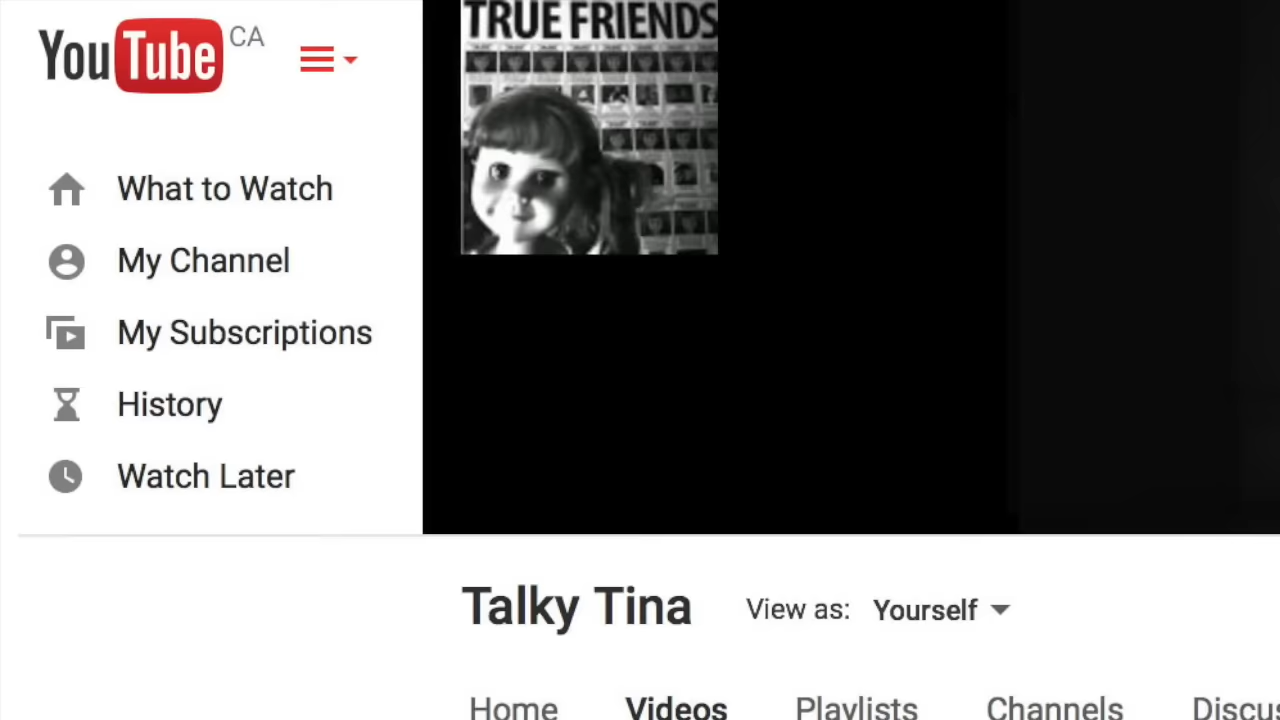 YouTube CA
TRUE FRIENDS
What to Watch
My Channel
My Subscriptions
History
Watch Later
Talky Tina
View as: Yourself
Home Videos Playlists Channels